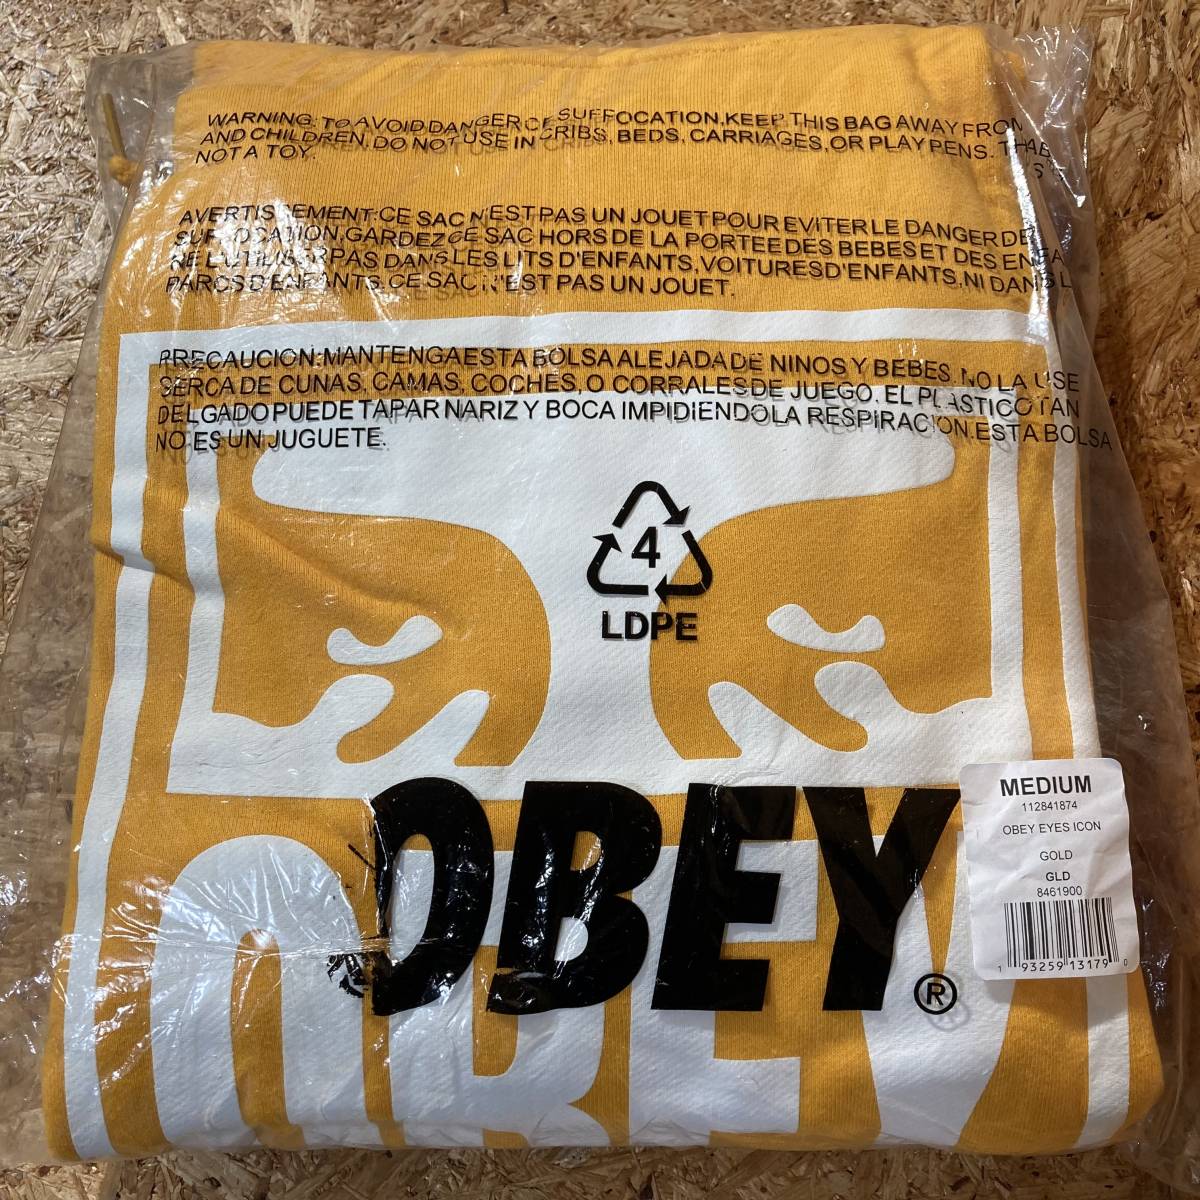 WARNING: TO AVOID DANGER OF SUFFOCATION, KEEP THIS BAG AWAY FROM
AND CHILDREN. DO NOT USE IN CRIBS, BEDS, CARRIAGES, OR PLAY PENS. THAB
NOT A TOY.
AVERTISSEMENT:CE SAC N'EST PAS UN JOUET POUR EVITER LE DANGER DE
SUFFOCATION, GARDEZ CE SAC HORS DE LA PORTEE DES BEBES ET DES ENFA
NE L'UTILISER PAS DANS LES LITS D'ENFANTS, VOITURES D'ENFANTS, NI DANS L
PARCS D'ENFANTS. CE SAC N'EST PAS UN JOUET.
PRECAUCION:MANTENGA ESTA BOLSA ALEJADA DE NINOS Y BEBES. NO LA USE
CERCA DE CUNAS, CAMAS, COCHES, O CORRALES DE JUEGO. EL PLASTICO TAN
DELGADO PUEDE TAPAR NARIZ Y BOCA IMPIDIENDO LA RESPIRACION. ESTA BOLSA
NO ES UN JUGUETE.
4
LDPE
OBEY®
OBEY
MEDIUM
112841874
OBEY EYES ICON
GOLD
GLD
8461900
1 93259 13179 0